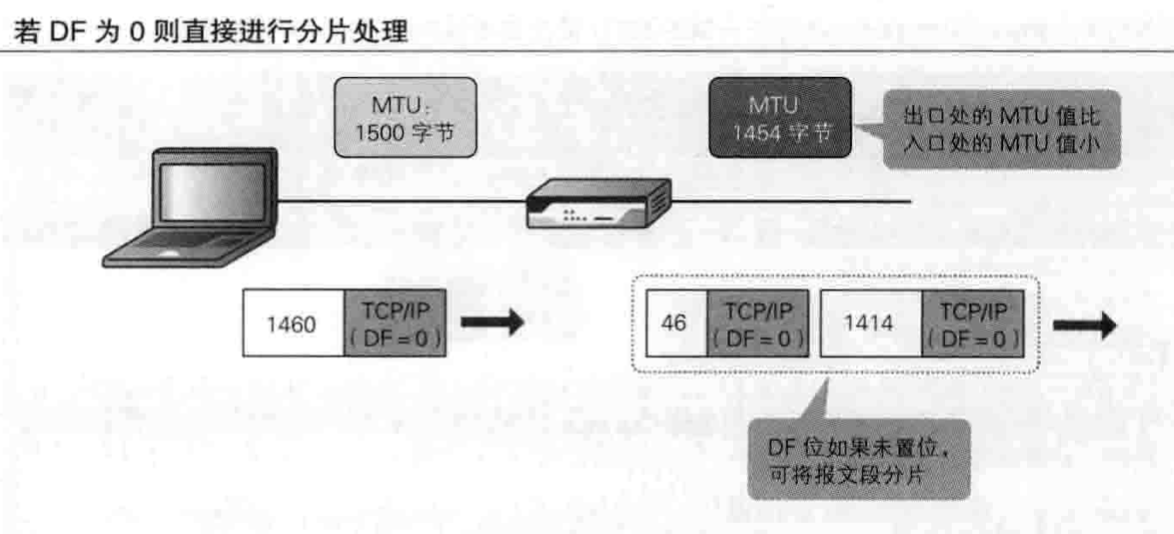 若 DF 为 0 则直接进行分片处理
MTU：
1500 字节
MTU
1454 字节
出口处的 MTU 值比
入口处的 MTU 值小
1460
TCP/IP
(DF = 0)
46
TCP/IP
(DF = 0)
1414
TCP/IP
(DF = 0)
DF 位如果未置位，
可将报文段分片